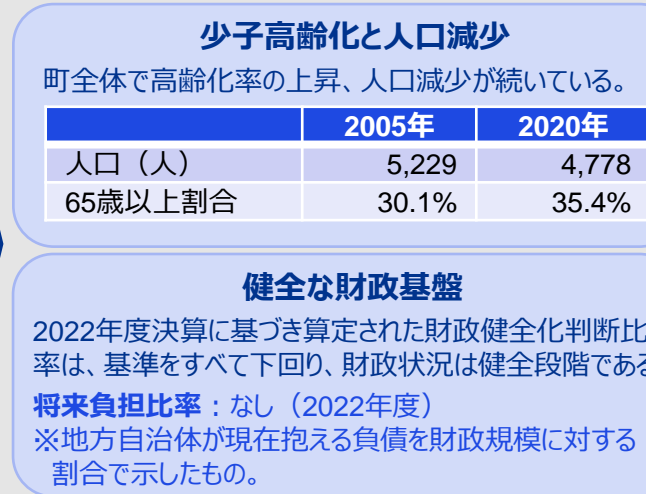 少子高齢化と人口減少
町全体で高齢化率の上昇、人口減少が続いている。
2005年 2020年
人口（人） 5,229 4,778
65歳以上割合 30.1% 35.4%
健全な財政基盤
2022年度決算に基づき算定された財政健全化判断比
率は、基準をすべて下回り、財政状況は健全段階である
将来負担比率：なし（2022年度）
※地方自治体が現在抱える負債を財政規模に対する
割合で示したもの。